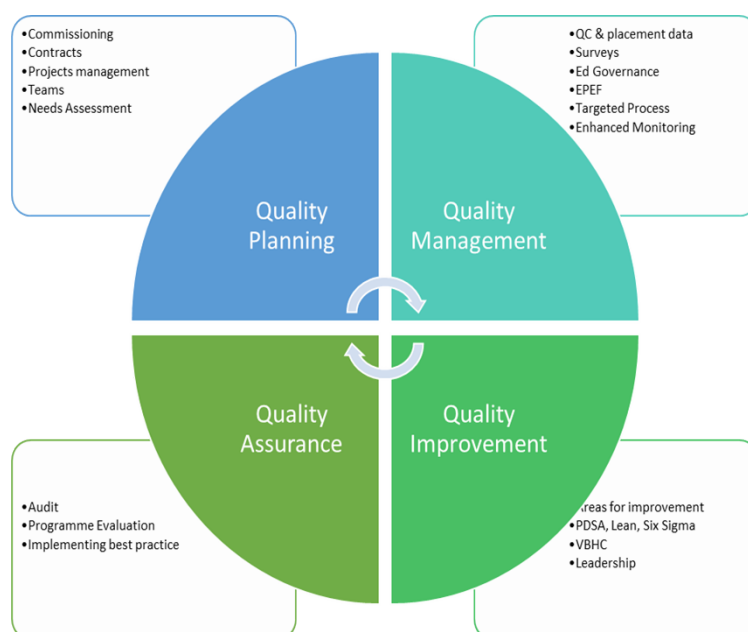 •Commissioning
•Contracts
•Projects management
•Teams
•Needs Assessment
•QC & placement data
•Surveys
•Ed Governance
•EPEF
•Targeted Process
•Enhanced Monitoring
Quality
Planning
Quality
Management
Quality
Assurance
Quality
Improvement
•Audit
•Programme Evaluation
•Implementing best practice
Areas for improvement
•PDSA, Lean, Six Sigma
•VBHC
•Leadership